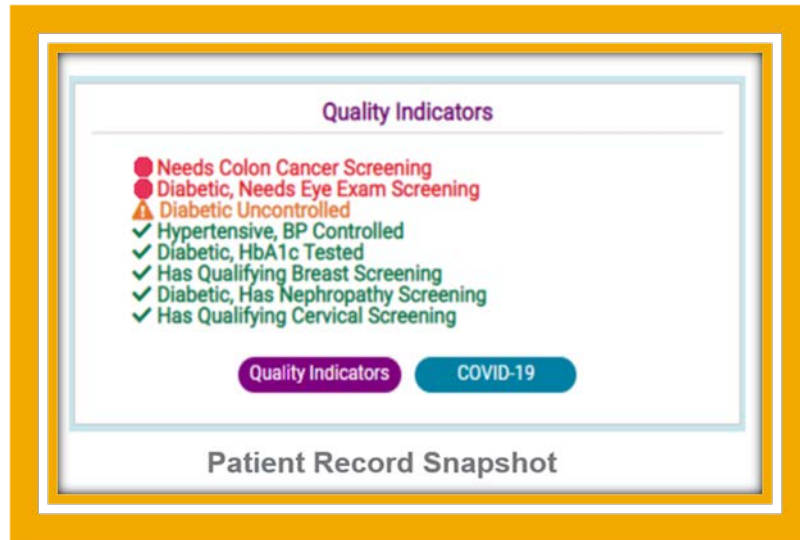 Quality Indicators
Needs Colon Cancer Screening
Diabetic, Needs Eye Exam Screening
Diabetic Uncontrolled
Hypertensive, BP Controlled
Diabetic, HbA1c Tested
Has Qualifying Breast Screening
Diabetic, Has Nephropathy Screening
Has Qualifying Cervical Screening
Quality Indicators COVID-19
Patient Record Snapshot